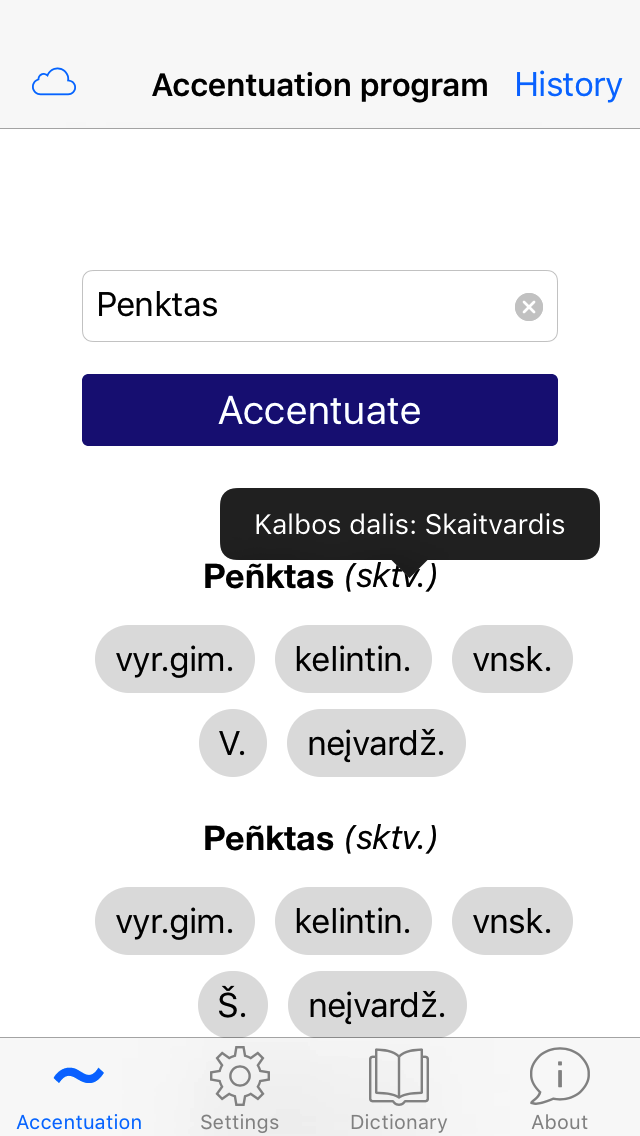 Accentuation program History
Penktas
Accentuate
Kalbos dalis: Skaitvardis
Peñktas (sktv.)
vyr.gim. kelintin. vnsk.
V. neįvardž.
Peñktas (sktv.)
vyr.gim. kelintin. vnsk.
Š. neįvardž.
Accentuation Settings Dictionary About